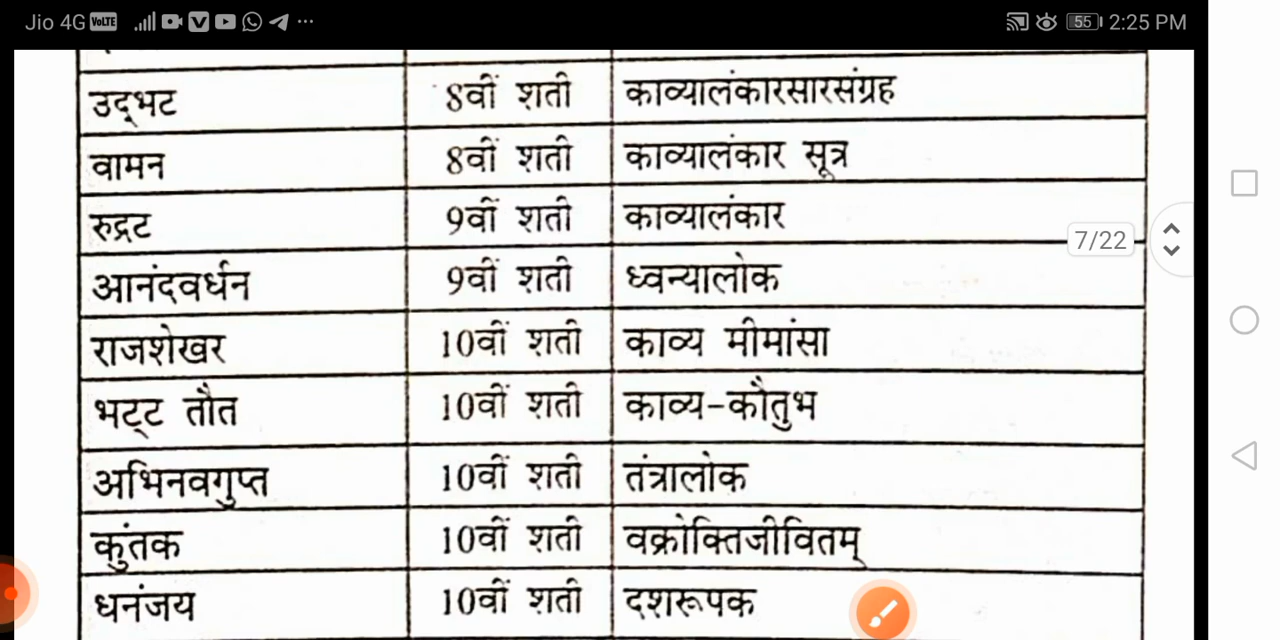 Jio 4G VoLTE 55 2:25 PM
उद्भट 8वीं शती काव्यालंकारसारसंग्रह
वामन 8वीं शती काव्यालंकार सूत्र
रुद्रट 9वीं शती काव्यालंकार
7/22
आनंदवर्धन 9वीं शती ध्वन्यालोक
राजशेखर 10वीं शती काव्य मीमांसा
भट्ट तौत 10वीं शती काव्य-कौतुभ
अभिनवगुप्त 10वीं शती तंत्रालोक
कुंतक 10वीं शती वक्रोक्तिजीवितम्
धनंजय 10वीं शती दशरूपक